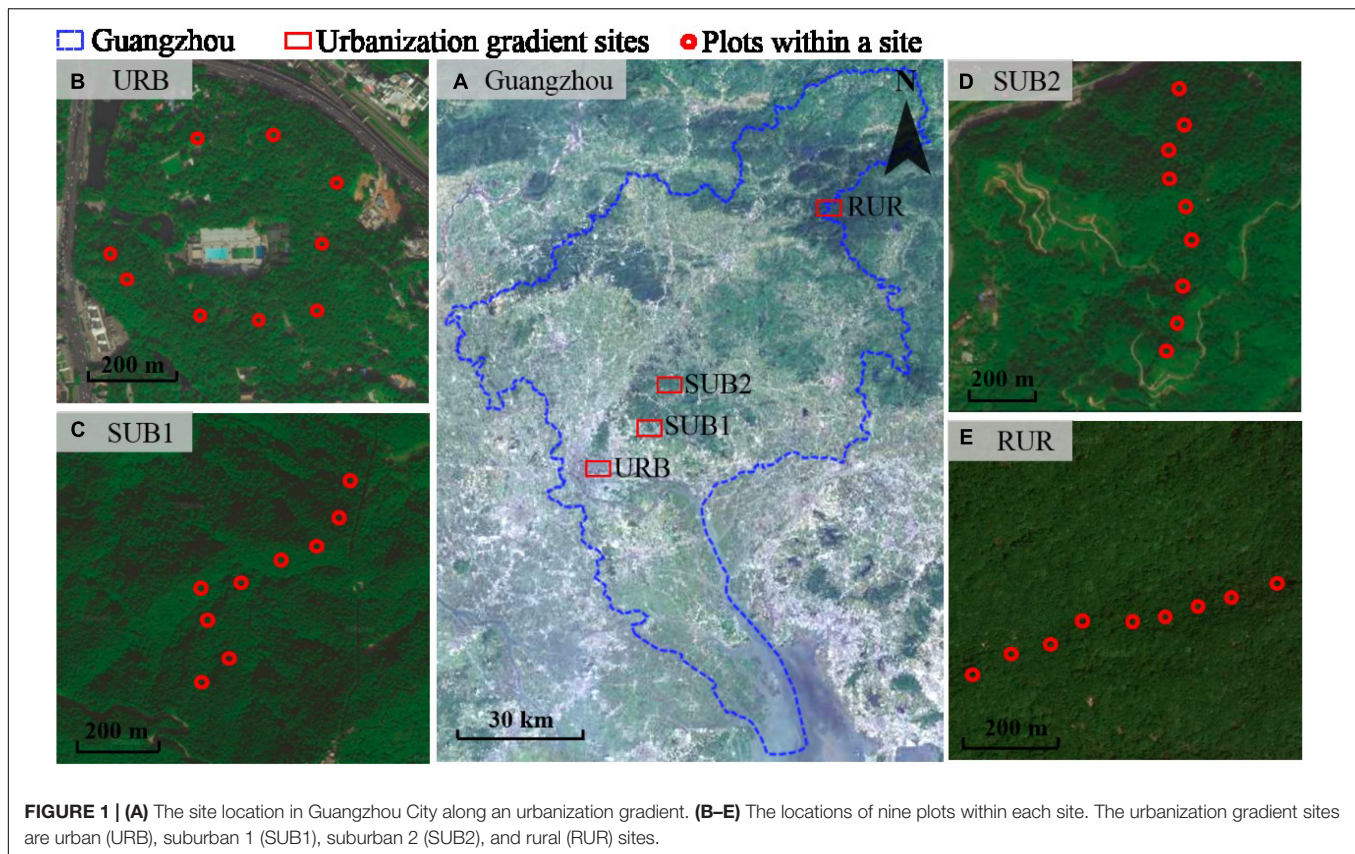 Guangzhou Urbanization gradient sites Plots within a site
B URB
A Guangzhou
N
D SUB2
RUR
SUB2
SUB1
URB
200 m
200 m
C SUB1
E RUR
200 m
30 km
200 m
FIGURE 1 | (A) The site location in Guangzhou City along an urbanization gradient. (B–E) The locations of nine plots within each site. The urbanization gradient sites
are urban (URB), suburban 1 (SUB1), suburban 2 (SUB2), and rural (RUR) sites.